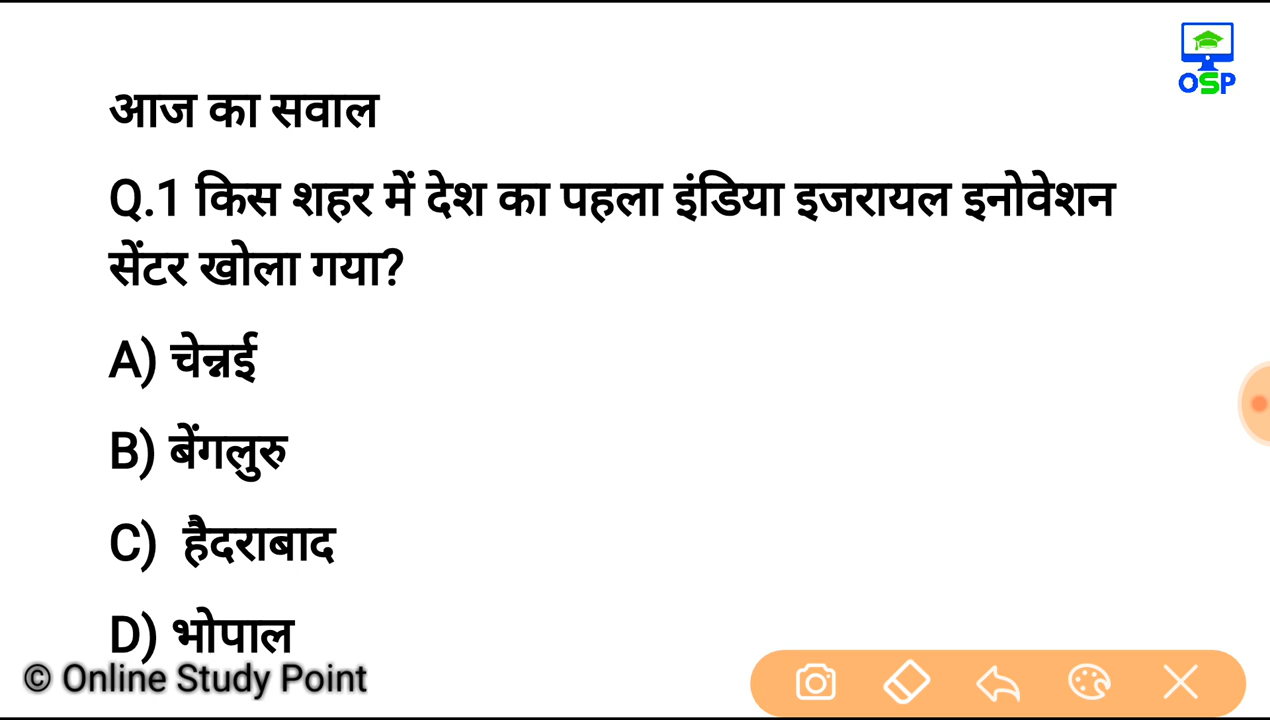 OSP
आज का सवाल
Q.1 किस शहर में देश का पहला इंडिया इजरायल इनोवेशन
सेंटर खोला गया?
A) चेन्नई
B) बेंगलुरु
C) हैदराबाद
D) भोपाल
© Online Study Point